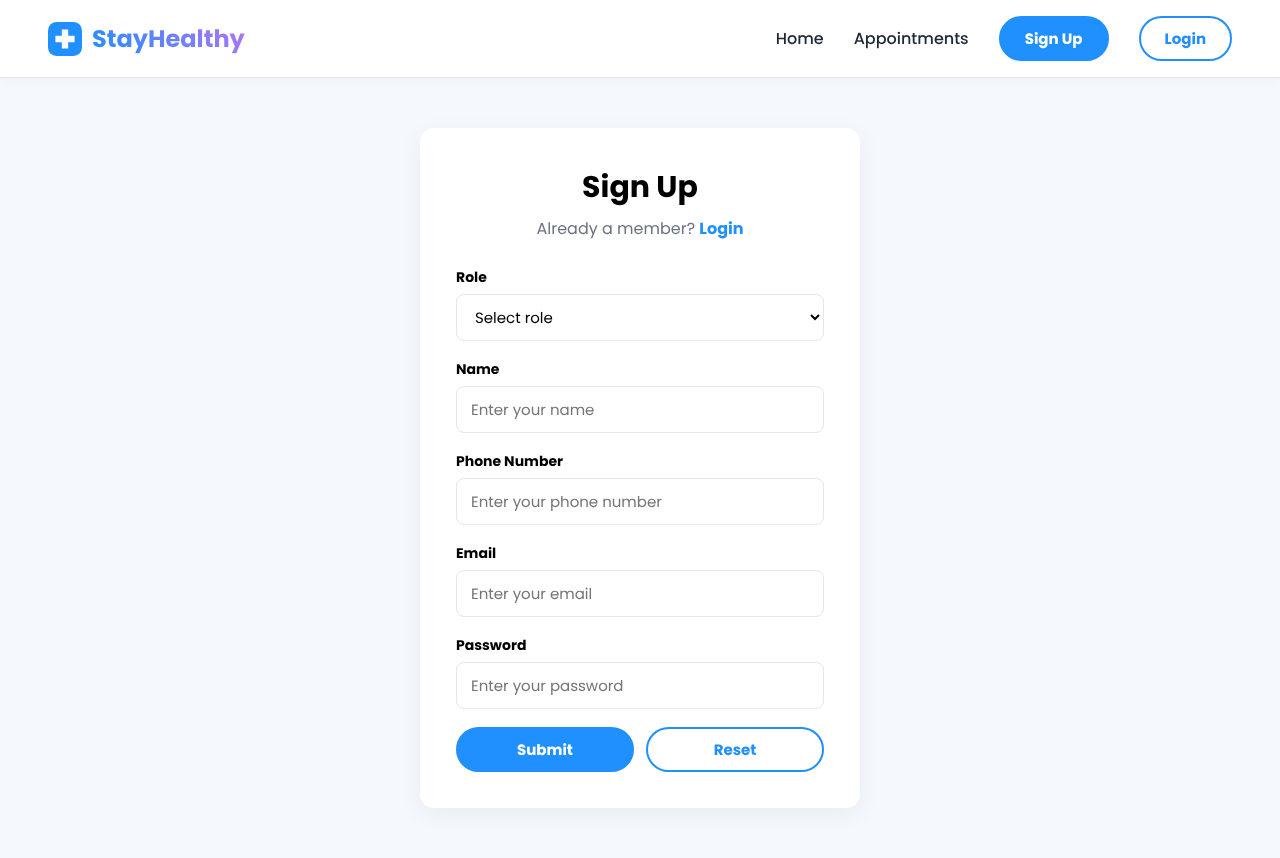 StayHealthy
Home
Appointments
Sign Up
Login
Sign Up
Already a member? Login
Role
Select role
Name
Enter your name
Phone Number
Enter your phone number
Email
Enter your email
Password
Enter your password
Submit
Reset